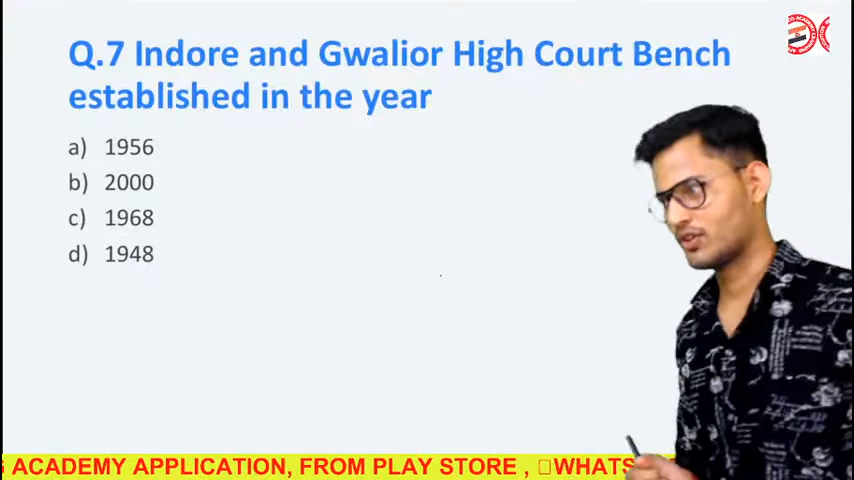 Q.7 Indore and Gwalior High Court Bench
established in the year
a) 1956
b) 2000
c) 1968
d) 1948
ACADEMY APPLICATION, FROM PLAY STORE , WHATS